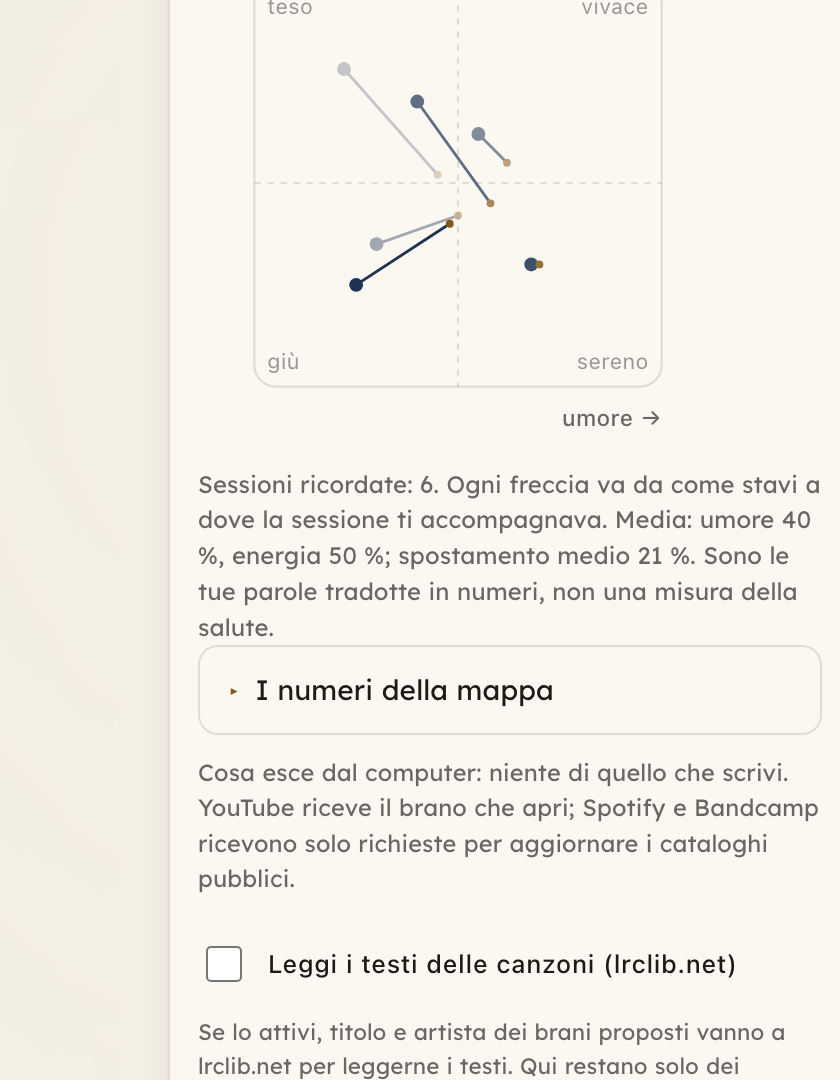 teso vivace
giù sereno
umore →
Sessioni ricordate: 6. Ogni freccia va da come stavi a
dove la sessione ti accompagnava. Media: umore 40
%, energia 50 %; spostamento medio 21 %. Sono le
tue parole tradotte in numeri, non una misura della
salute.
▸ I numeri della mappa
Cosa esce dal computer: niente di quello che scrivi.
YouTube riceve il brano che apri; Spotify e Bandcamp
ricevono solo richieste per aggiornare i cataloghi
pubblici.
Leggi i testi delle canzoni (lrclib.net)
Se lo attivi, titolo e artista dei brani proposti vanno a
lrclib.net per leggerne i testi. Qui restano solo dei